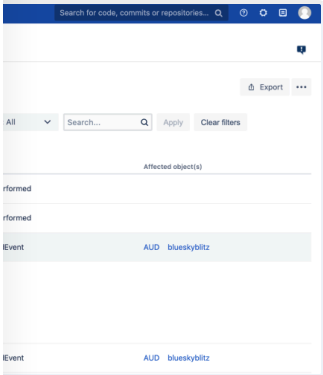 Search for code, commits or repositories...
Export
All Search... Apply Clear filters
Affected object(s)
rformed
rformed
lEvent AUD blueskyblitz
lEvent AUD blueskyblitz